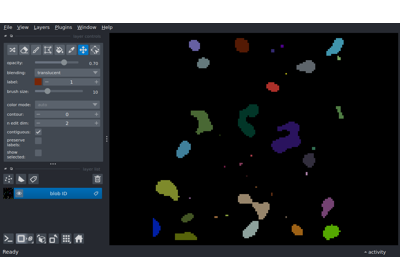 File View Layers Plugins Window Help
opacity: 0.70
blending: translucent
label: 1
brush size: 10
color mode:
contour: 0
n edit dim: 2
contiguous:
preserve labels:
show selected:
blob ID
Ready activity